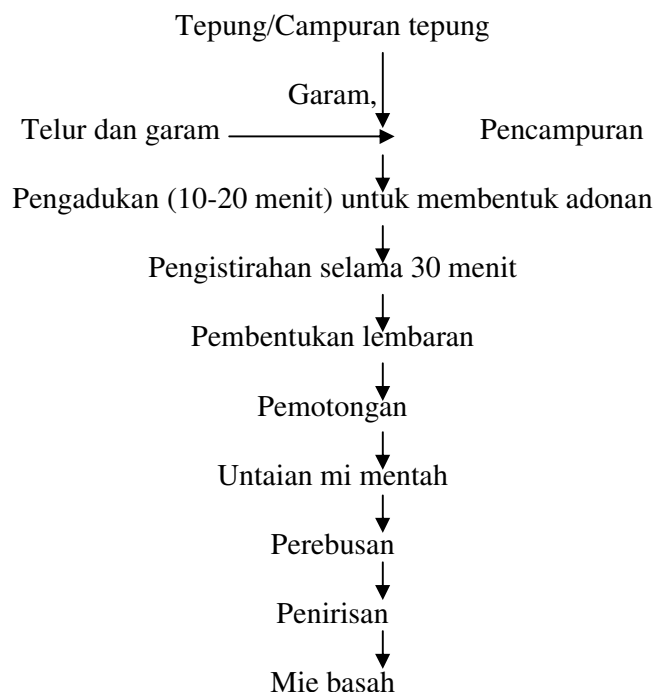 Tepung/Campuran tepung
Garam,
Telur dan garam Pencampuran
Pengadukan (10-20 menit) untuk membentuk adonan
Pengistirahan selama 30 menit
Pembentukan lembaran
Pemotongan
Untaian mi mentah
Perebusan
Penirisan
Mie basah